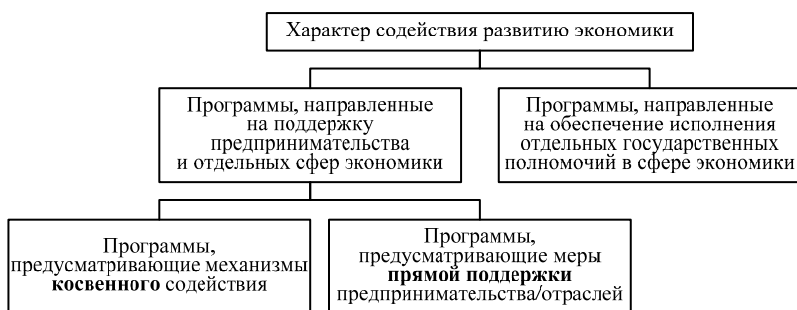 Характер содействия развитию экономики
Программы, направленные
на поддержку
предпринимательства
и отдельных сфер экономики
Программы, направленные
на обеспечение исполнения
отдельных государственных
полномочий в сфере экономики
Программы,
предусматривающие механизмы
косвенного содействия
Программы,
предусматривающие меры
прямой поддержки
предпринимательства/отраслей